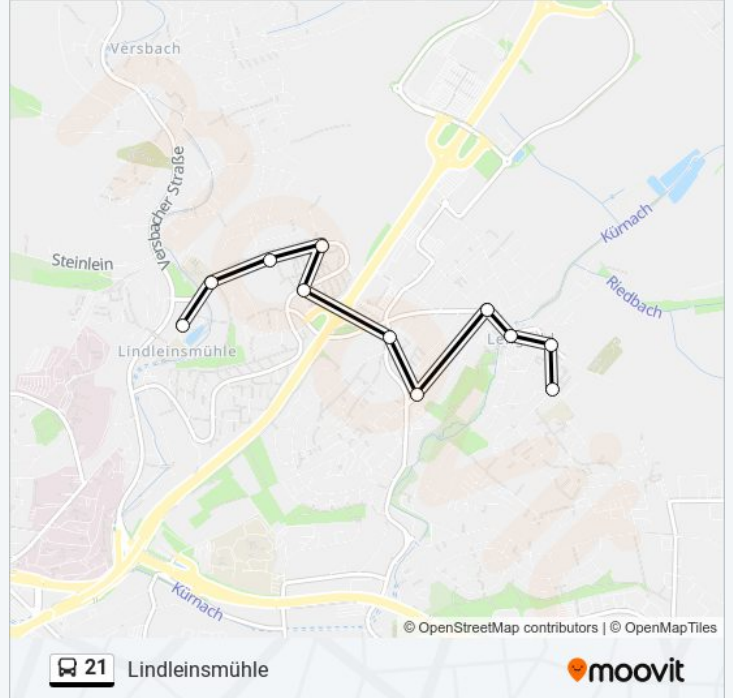 Versbach
Versbacher Straße
Kürnach
Steinlein
Riedbach
Lindleinsmühle
Kürnach
© OpenStreetMap contributors | © OpenMapTiles
21 Lindleinsmühle
moovit